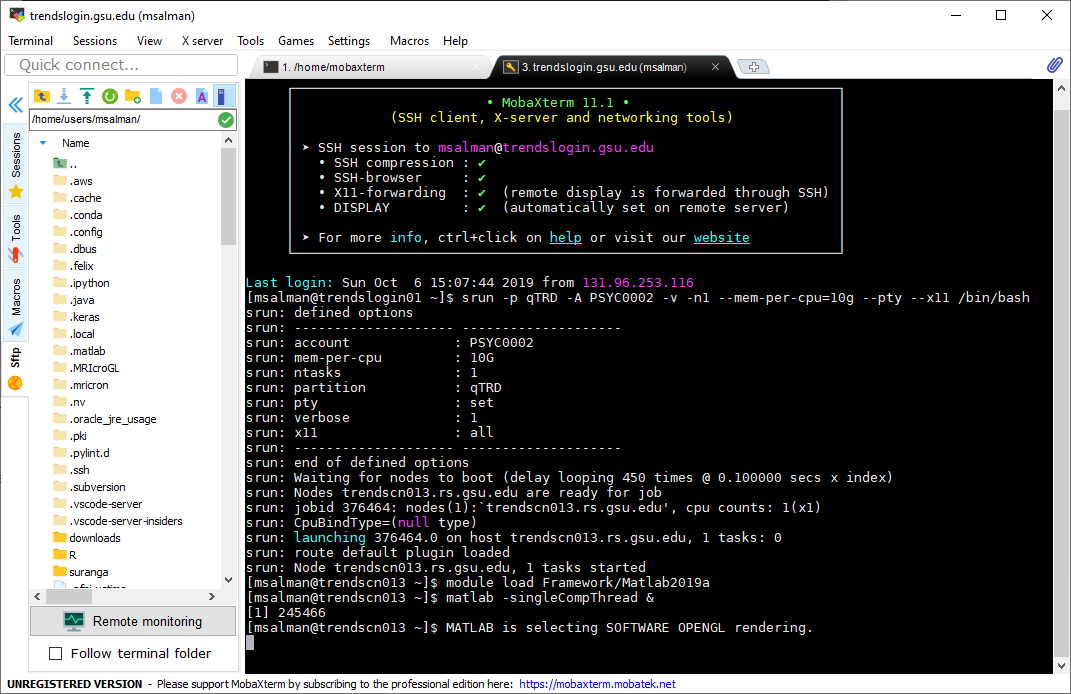 trendslogin.gsu.edu (msalman)
Terminal Sessions View X server Tools Games Settings Macros Help
Quick connect...
1. /home/mobaxterm
3. trendslogin.gsu.edu (msalman)
/home/users/msalman/
Name
..
.aws
.cache
.conda
.config
.dbus
.felix
.ipython
.java
.keras
.local
.matlab
.MRIcroGL
.mricron
.nv
.oracle_jre_usage
.pki
.pylint.d
.ssh
.subversion
.vscode-server
.vscode-server-insiders
downloads
R
suranga
Sessions
Tools
Macros
Sftp
Remote monitoring
Follow terminal folder
• MobaXterm 11.1 •
(SSH client, X-server and networking tools)
➤ SSH session to msalman@trendslogin.gsu.edu
• SSH compression : ✔
• SSH-browser : ✔
• X11-forwarding : ✔ (remote display is forwarded through SSH)
• DISPLAY : ✔ (automatically set on remote server)
➤ For more info, ctrl+click on help or visit our website
Last login: Sun Oct  6 15:07:44 2019 from 131.96.253.116
[msalman@trendslogin01 ~]$ srun -p qTRD -A PSYC0002 -v -n1 --mem-per-cpu=10g --pty --x11 /bin/bash
srun: defined options
srun: -------------------- --------------------
srun: account : PSYC0002
srun: mem-per-cpu : 10G
srun: ntasks : 1
srun: partition : qTRD
srun: pty : set
srun: verbose : 1
srun: x11 : all
srun: -------------------- --------------------
srun: end of defined options
srun: Waiting for nodes to boot (delay looping 450 times @ 0.100000 secs x index)
srun: Nodes trendscn013.rs.gsu.edu are ready for job
srun: jobid 376464: nodes(1):`trendscn013.rs.gsu.edu', cpu counts: 1(x1)
srun: CpuBindType=(null type)
srun: launching 376464.0 on host trendscn013.rs.gsu.edu, 1 tasks: 0
srun: route default plugin loaded
srun: Node trendscn013.rs.gsu.edu, 1 tasks started
[msalman@trendscn013 ~]$ module load Framework/Matlab2019a
[msalman@trendscn013 ~]$ matlab -singleCompThread &
[1] 245466
[msalman@trendscn013 ~]$ MATLAB is selecting SOFTWARE OPENGL rendering.
UNREGISTERED VERSION - Please support MobaXterm by subscribing to the professional edition here: https://mobaxterm.mobatek.net